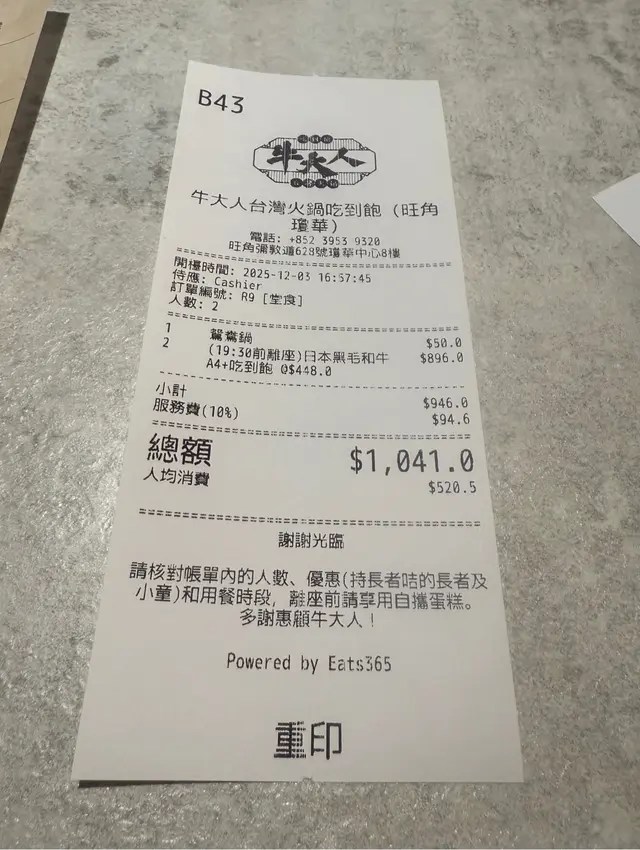 B43
牛大人
牛大人台灣火鍋吃到飽 (旺角
瓊華)
電話: +852 3953 9320
旺角彌敦道628號瓊華中心8樓
開檯時間: 2025-12-03 16:57:45
侍應: Cashier
訂單編號: R9 [堂食]
人數: 2
1 鴛鴦鍋 $50.0
2 (19:30前離座)日本黑毛和牛 $896.0
A4+吃到飽 @$448.0
小計 $946.0
服務費(10%) $94.6
總額 $1,041.0
人均消費 $520.5
謝謝光臨
請核對帳單內的人數、優惠(持長者咭的長者及
小童)和用餐時段, 離座前請享用自攜蛋糕。
多謝惠顧牛大人！
Powered by Eats365
重印